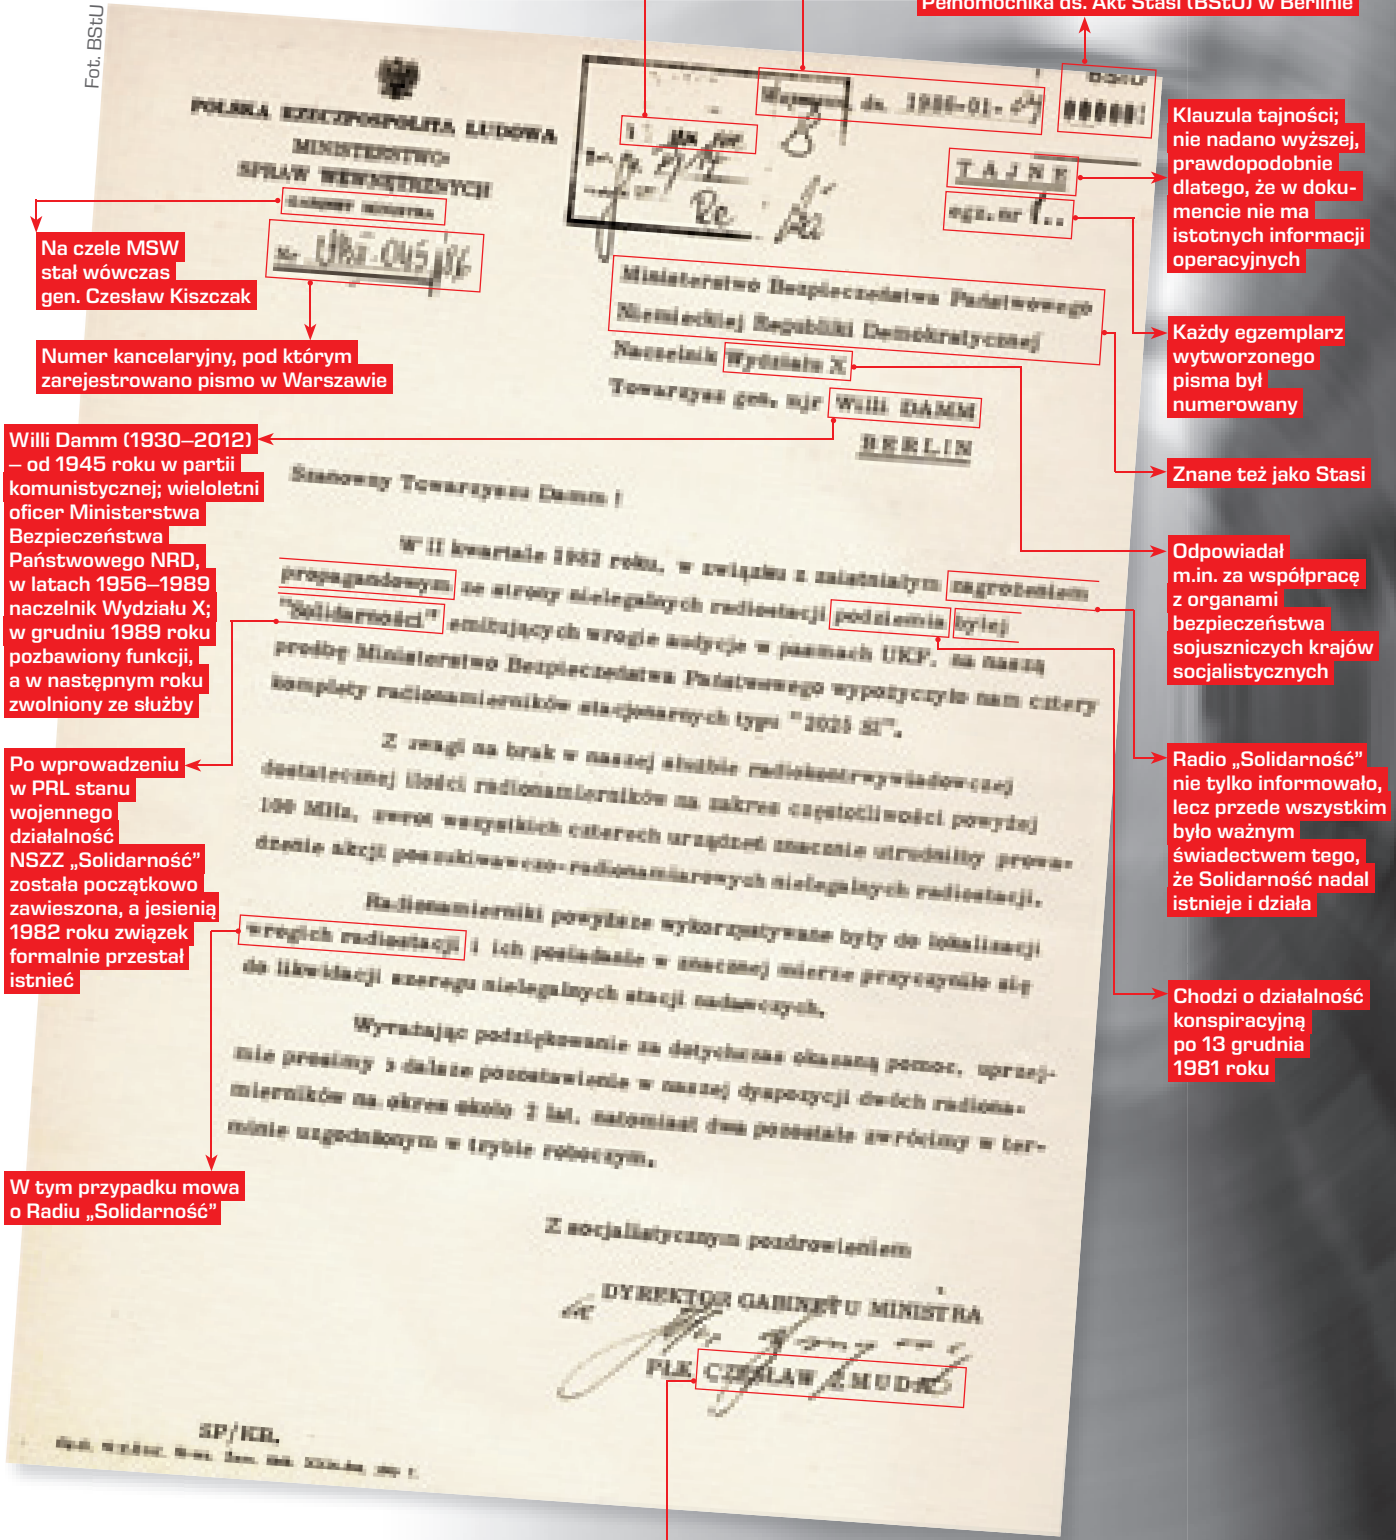 Pełnomocnika ds. Akt Stasi (BStU) w Berlinie
Fot. BStU
POLSKA RZECZPOSPOLITA LUDOWA
MINISTERSTWO
SPRAW WEWNĘTRZNYCH
GABINET MINISTRA
Nr
Warszawa, dn. 1986-01-
TAJNE
egz. nr 1..
Ministerstwo Bezpieczeństwa Państwowego
Niemieckiej Republiki Demokratycznej
Naczelnik Wydziału X
Towarzysz gen. mjr Willi DAMM
BERLIN
Szanowny Towarzyszu Damm !
W II kwartale 1982 roku, w związku z zaistniałym zagrożeniem
propagandowym ze strony nielegalnych radiostacji podziemia byłej
"Solidarności" emitujących wrogie audycje w pasmach UKF, na naszą
prośbę Ministerstwo Bezpieczeństwa Państwowego wypożyczyło nam cztery
komplety radionamierników stacjonarnych typu
Z uwagi na brak w naszej służbie radiokontrwywiadowczej
dostatecznej ilości radionamierników na zakres częstotliwości powyżej
100 MHz, zwrot wszystkich czterech urządzeń znacznie utrudniłby prowa-
dzenie akcji poszukiwawczo-radionamiarowych nielegalnych radiostacji.
Radionamierniki powyższe wykorzystywane były do lokalizacji
wrogich radiostacji i ich posiadanie w znacznej mierze przyczyniło się
do likwidacji szeregu nielegalnych stacji nadawczych.
Wyrażając podziękowanie za dotychczas okazaną pomoc, uprzej-
mie prosimy o dalsze pozostawienie w naszej dyspozycji dwóch radiona-
mierników na okres około 2 lat, natomiast dwa pozostałe zwrócimy w ter-
minie uzgodnionym w trybie roboczym.
Z socjalistycznym pozdrowieniem
DYREKTOR GABINETU MINISTRA
PŁK CZESŁAW ŻMUDA
SP/KB.
Na czele MSW
stał wówczas
gen. Czesław Kiszczak
Numer kancelaryjny, pod którym
zarejestrowano pismo w Warszawie
Willi Damm (1930–2012)
– od 1945 roku w partii
komunistycznej; wieloletni
oficer Ministerstwa
Bezpieczeństwa
Państwowego NRD,
w latach 1956–1989
naczelnik Wydziału X;
w grudniu 1989 roku
pozbawiony funkcji,
a w następnym roku
zwolniony ze służby
Po wprowadzeniu
w PRL stanu
wojennego
działalność
NSZZ „Solidarność”
została początkowo
zawieszona, a jesienią
1982 roku związek
formalnie przestał
istnieć
W tym przypadku mowa
o Radiu „Solidarność”
Klauzula tajności;
nie nadano wyższej,
prawdopodobnie
dlatego, że w doku-
mencie nie ma
istotnych informacji
operacyjnych
Każdy egzemplarz
wytworzonego
pisma był
numerowany
Znane też jako Stasi
Odpowiadał
m.in. za współpracę
z organami
bezpieczeństwa
sojuszniczych krajów
socjalistycznych
Radio „Solidarność”
nie tylko informowało,
lecz przede wszystkim
było ważnym
świadectwem tego,
że Solidarność nadal
istnieje i działa
Chodzi o działalność
konspiracyjną
po 13 grudnia
1981 roku